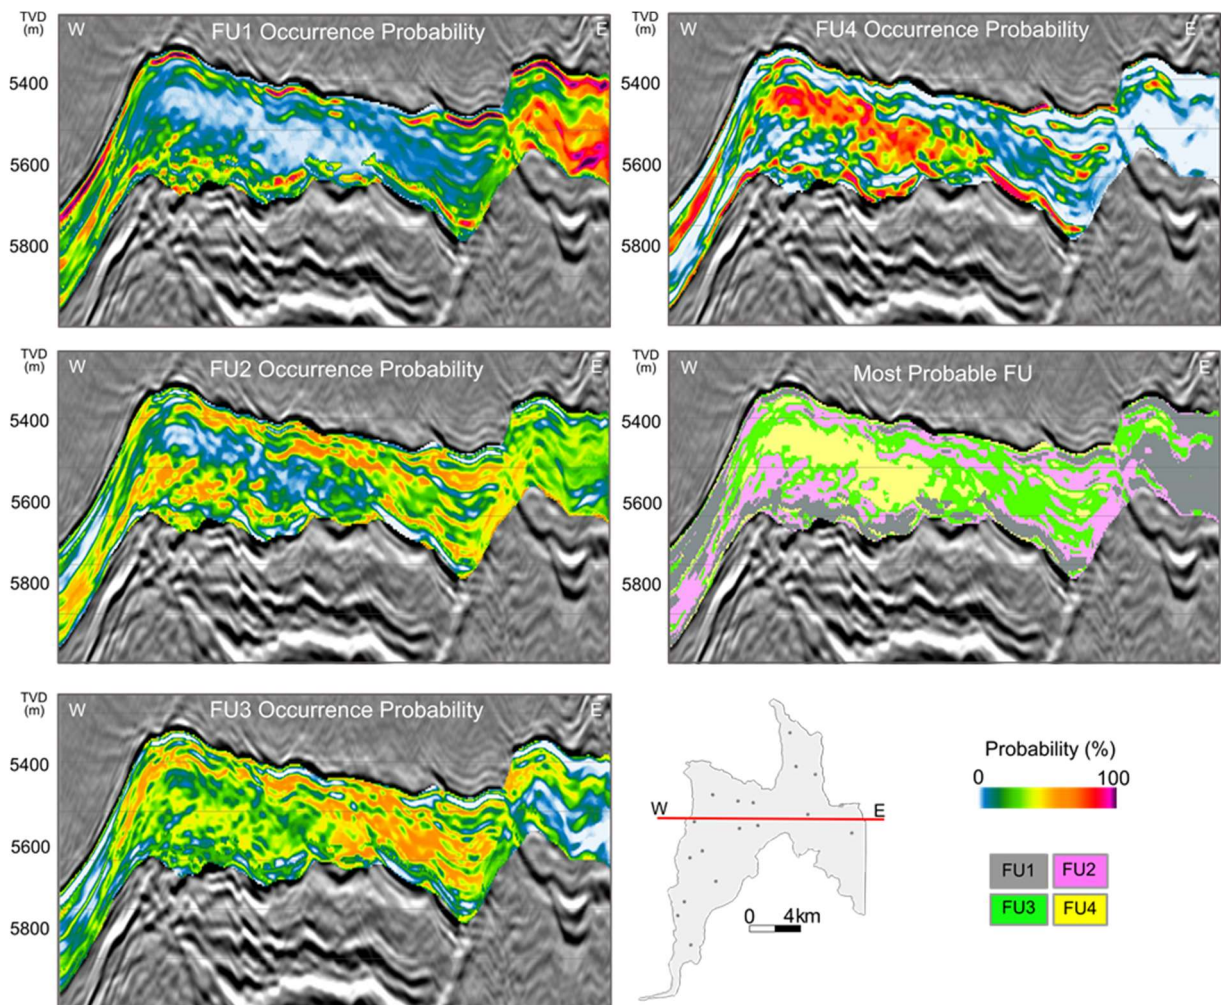 TVD
(m)
W
FU1 Occurrence Probability
E
5400
5600
5800
TVD
(m)
W
FU4 Occurrence Probability
E
5400
5600
5800
TVD
(m)
W
FU2 Occurrence Probability
E
5400
5600
5800
TVD
(m)
W
Most Probable FU
E
5400
5600
5800
TVD
(m)
W
FU3 Occurrence Probability
E
5400
5600
5800
W
E
0 4km
Probability (%)
0 100
FU1 FU2
FU3 FU4